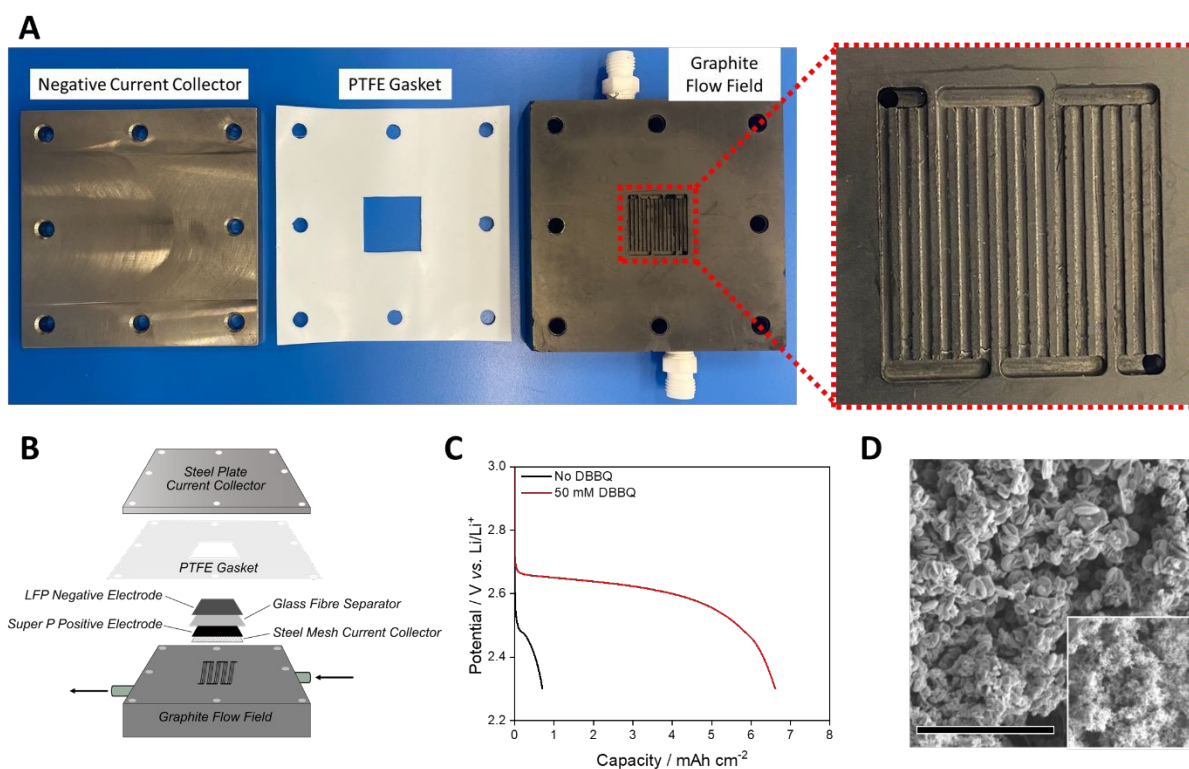 A
Negative Current Collector
PTFE Gasket
Graphite
Flow Field
B
Steel Plate
Current Collector
PTFE Gasket
LFP Negative Electrode
Glass Fibre Separator
Super P Positive Electrode
Steel Mesh Current Collector
Graphite Flow Field
C
No DBBQ
50 mM DBBQ
Potential / V vs. Li/Li⁺
3.0
2.8
2.6
2.4
2.2
0 1 2 3 4 5 6 7 8
Capacity / mAh cm⁻²
D